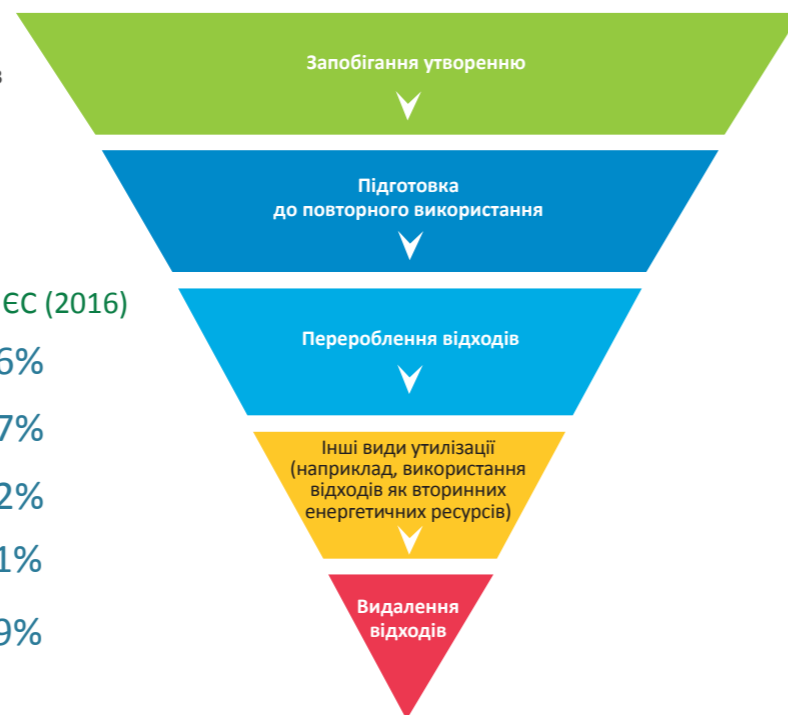 Запобігання утворенню
Підготовка
до повторного використання
ЄС (2016)
6%
7%
2%
1%
9%
Перероблення відходів
Інші види утилізації
(наприклад, використання
відходів як вторинних
енергетичних ресурсів)
Видалення
відходів